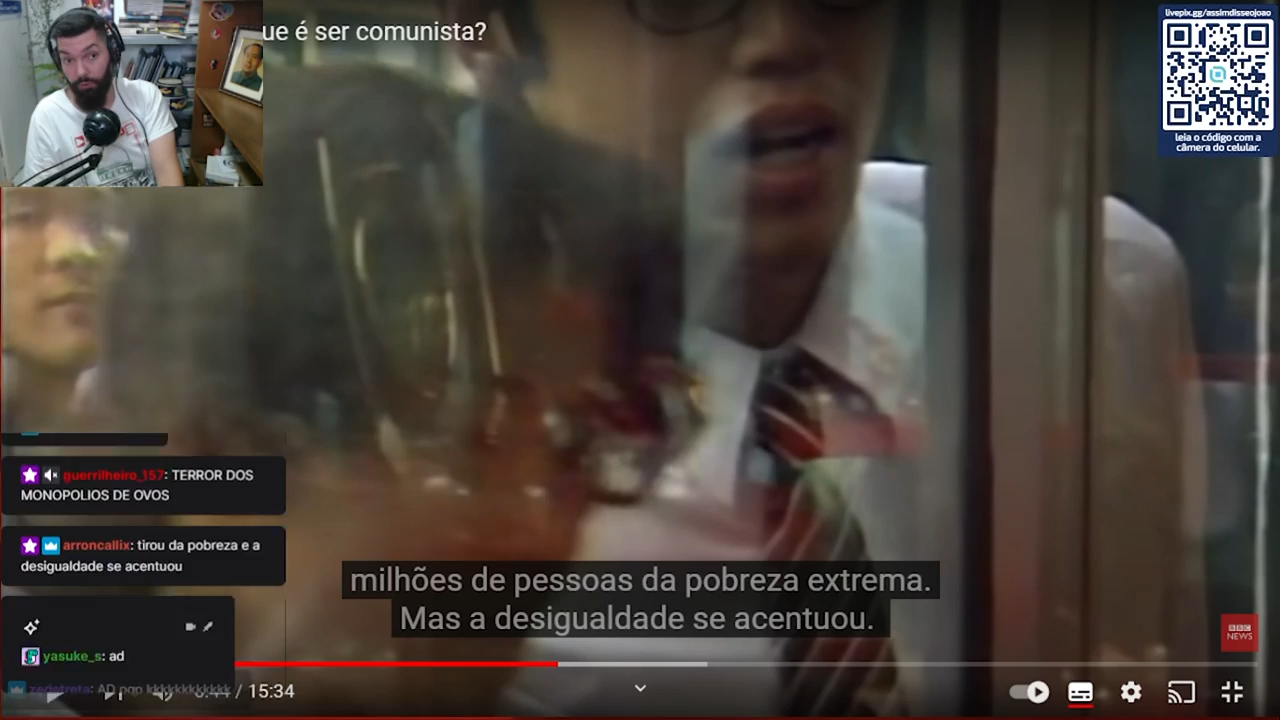 ue é ser comunista?
livepix.gg/assimdisseojoao
leia o código com a
câmera do celular.
guerrilheiro_157: TERROR DOS
MONOPOLIOS DE OVOS
arroncallix: tirou da pobreza e a
desigualdade se acentuou
yasuke_s: ad
milhões de pessoas da pobreza extrema.
Mas a desigualdade se acentuou.
BBC
NEWS
/ 15:34